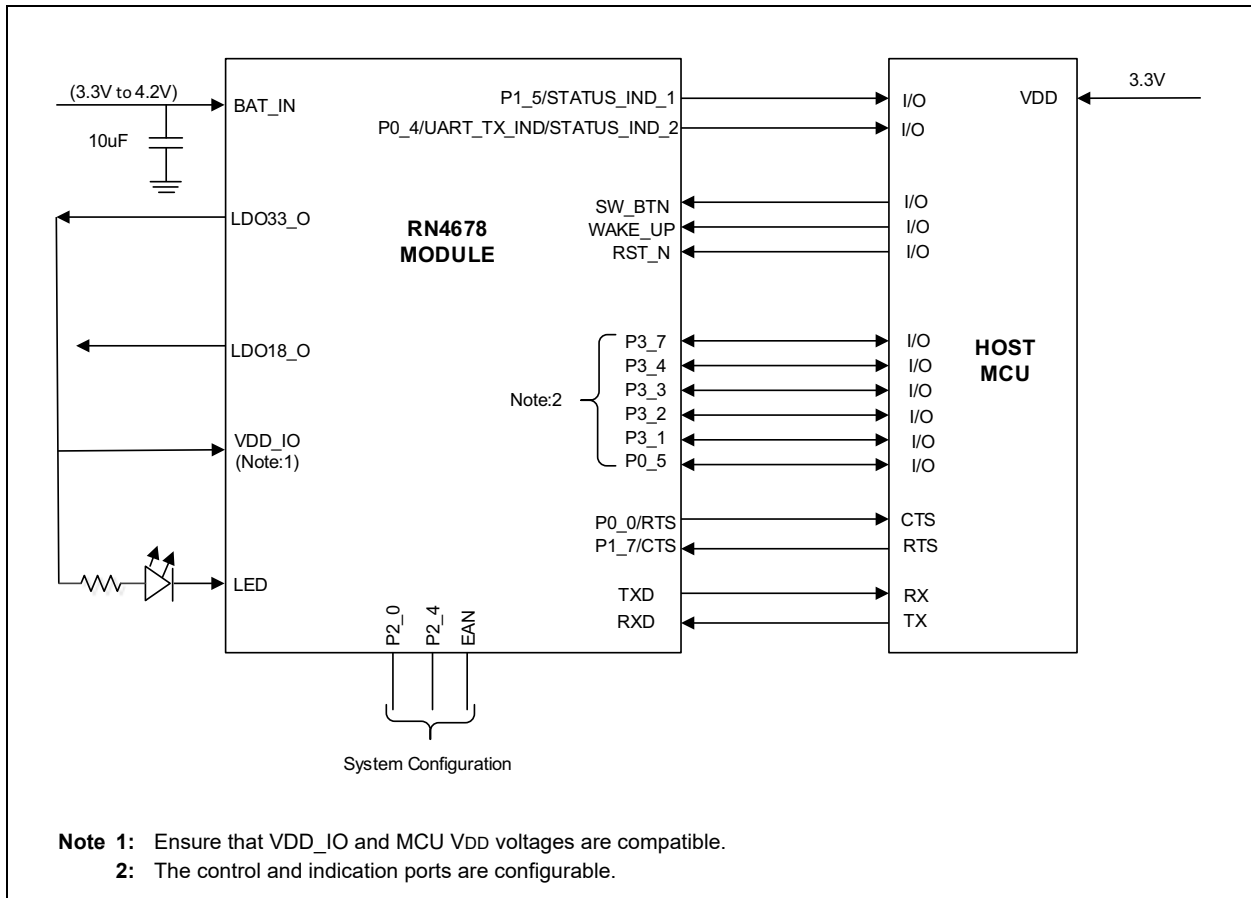 (3.3V to 4.2V)
BAT_IN
10uF
LDO33_O
LDO18_O
VDD_IO
(Note:1)
LED
RN4678
MODULE
P2_0
P2_4
EAN
System Configuration
P1_5/STATUS_IND_1
P0_4/UART_TX_IND/STATUS_IND_2
SW_BTN
WAKE_UP
RST_N
Note:2
P3_7
P3_4
P3_3
P3_2
P3_1
P0_5
P0_0/RTS
P1_7/CTS
TXD
RXD
I/O
I/O
I/O
I/O
I/O
I/O
I/O
I/O
I/O
I/O
I/O
CTS
RTS
RX
TX
VDD
3.3V
HOST
MCU
Note 1: Ensure that VDD_IO and MCU VDD voltages are compatible.
2: The control and indication ports are configurable.